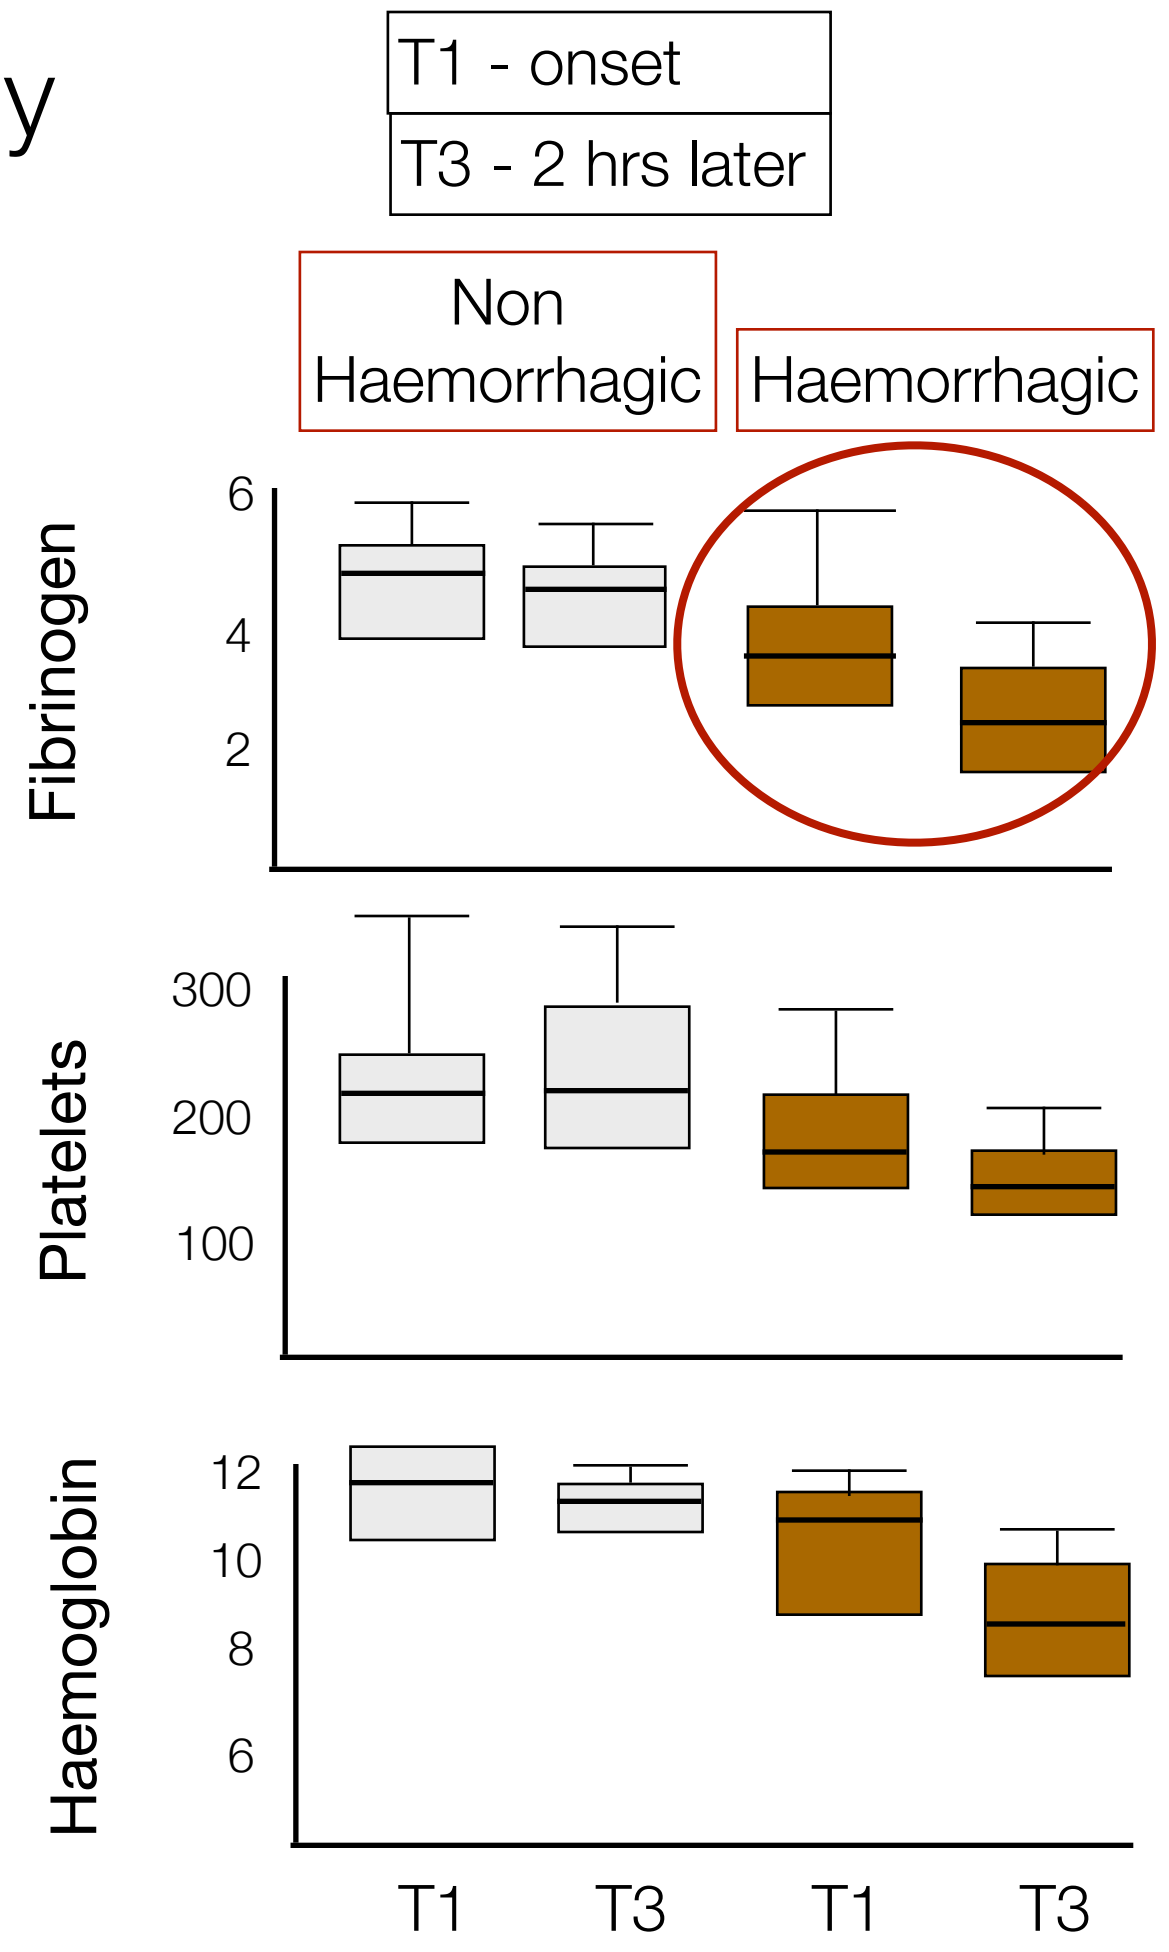 y
T1 - onset
T3 - 2 hrs later
Non
Haemorrhagic
Haemorrhagic
Fibrinogen
6
4
2
Platelets
300
200
100
Haemoglobin
12
10
8
6
T1 T3 T1 T3